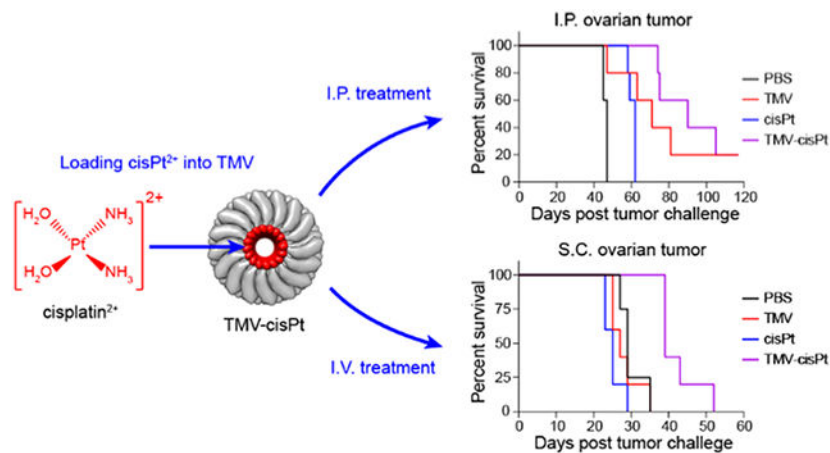 I.P. ovarian tumor
Percent survival
100
80
60
40
20
0
0 20 40 60 80 100 120
Days post tumor challenge
PBS
TMV
cisPt
TMV-cisPt
I.P. treatment
Loading cisPt²⁺ into TMV
2+
H₂O
NH₃
Pt
H₂O
NH₃
cisplatin²⁺
TMV-cisPt
I.V. treatment
S.C. ovarian tumor
Percent survival
100
75
50
25
0
0 10 20 30 40 50 60
Days post tumor challege
PBS
TMV
cisPt
TMV-cisPt